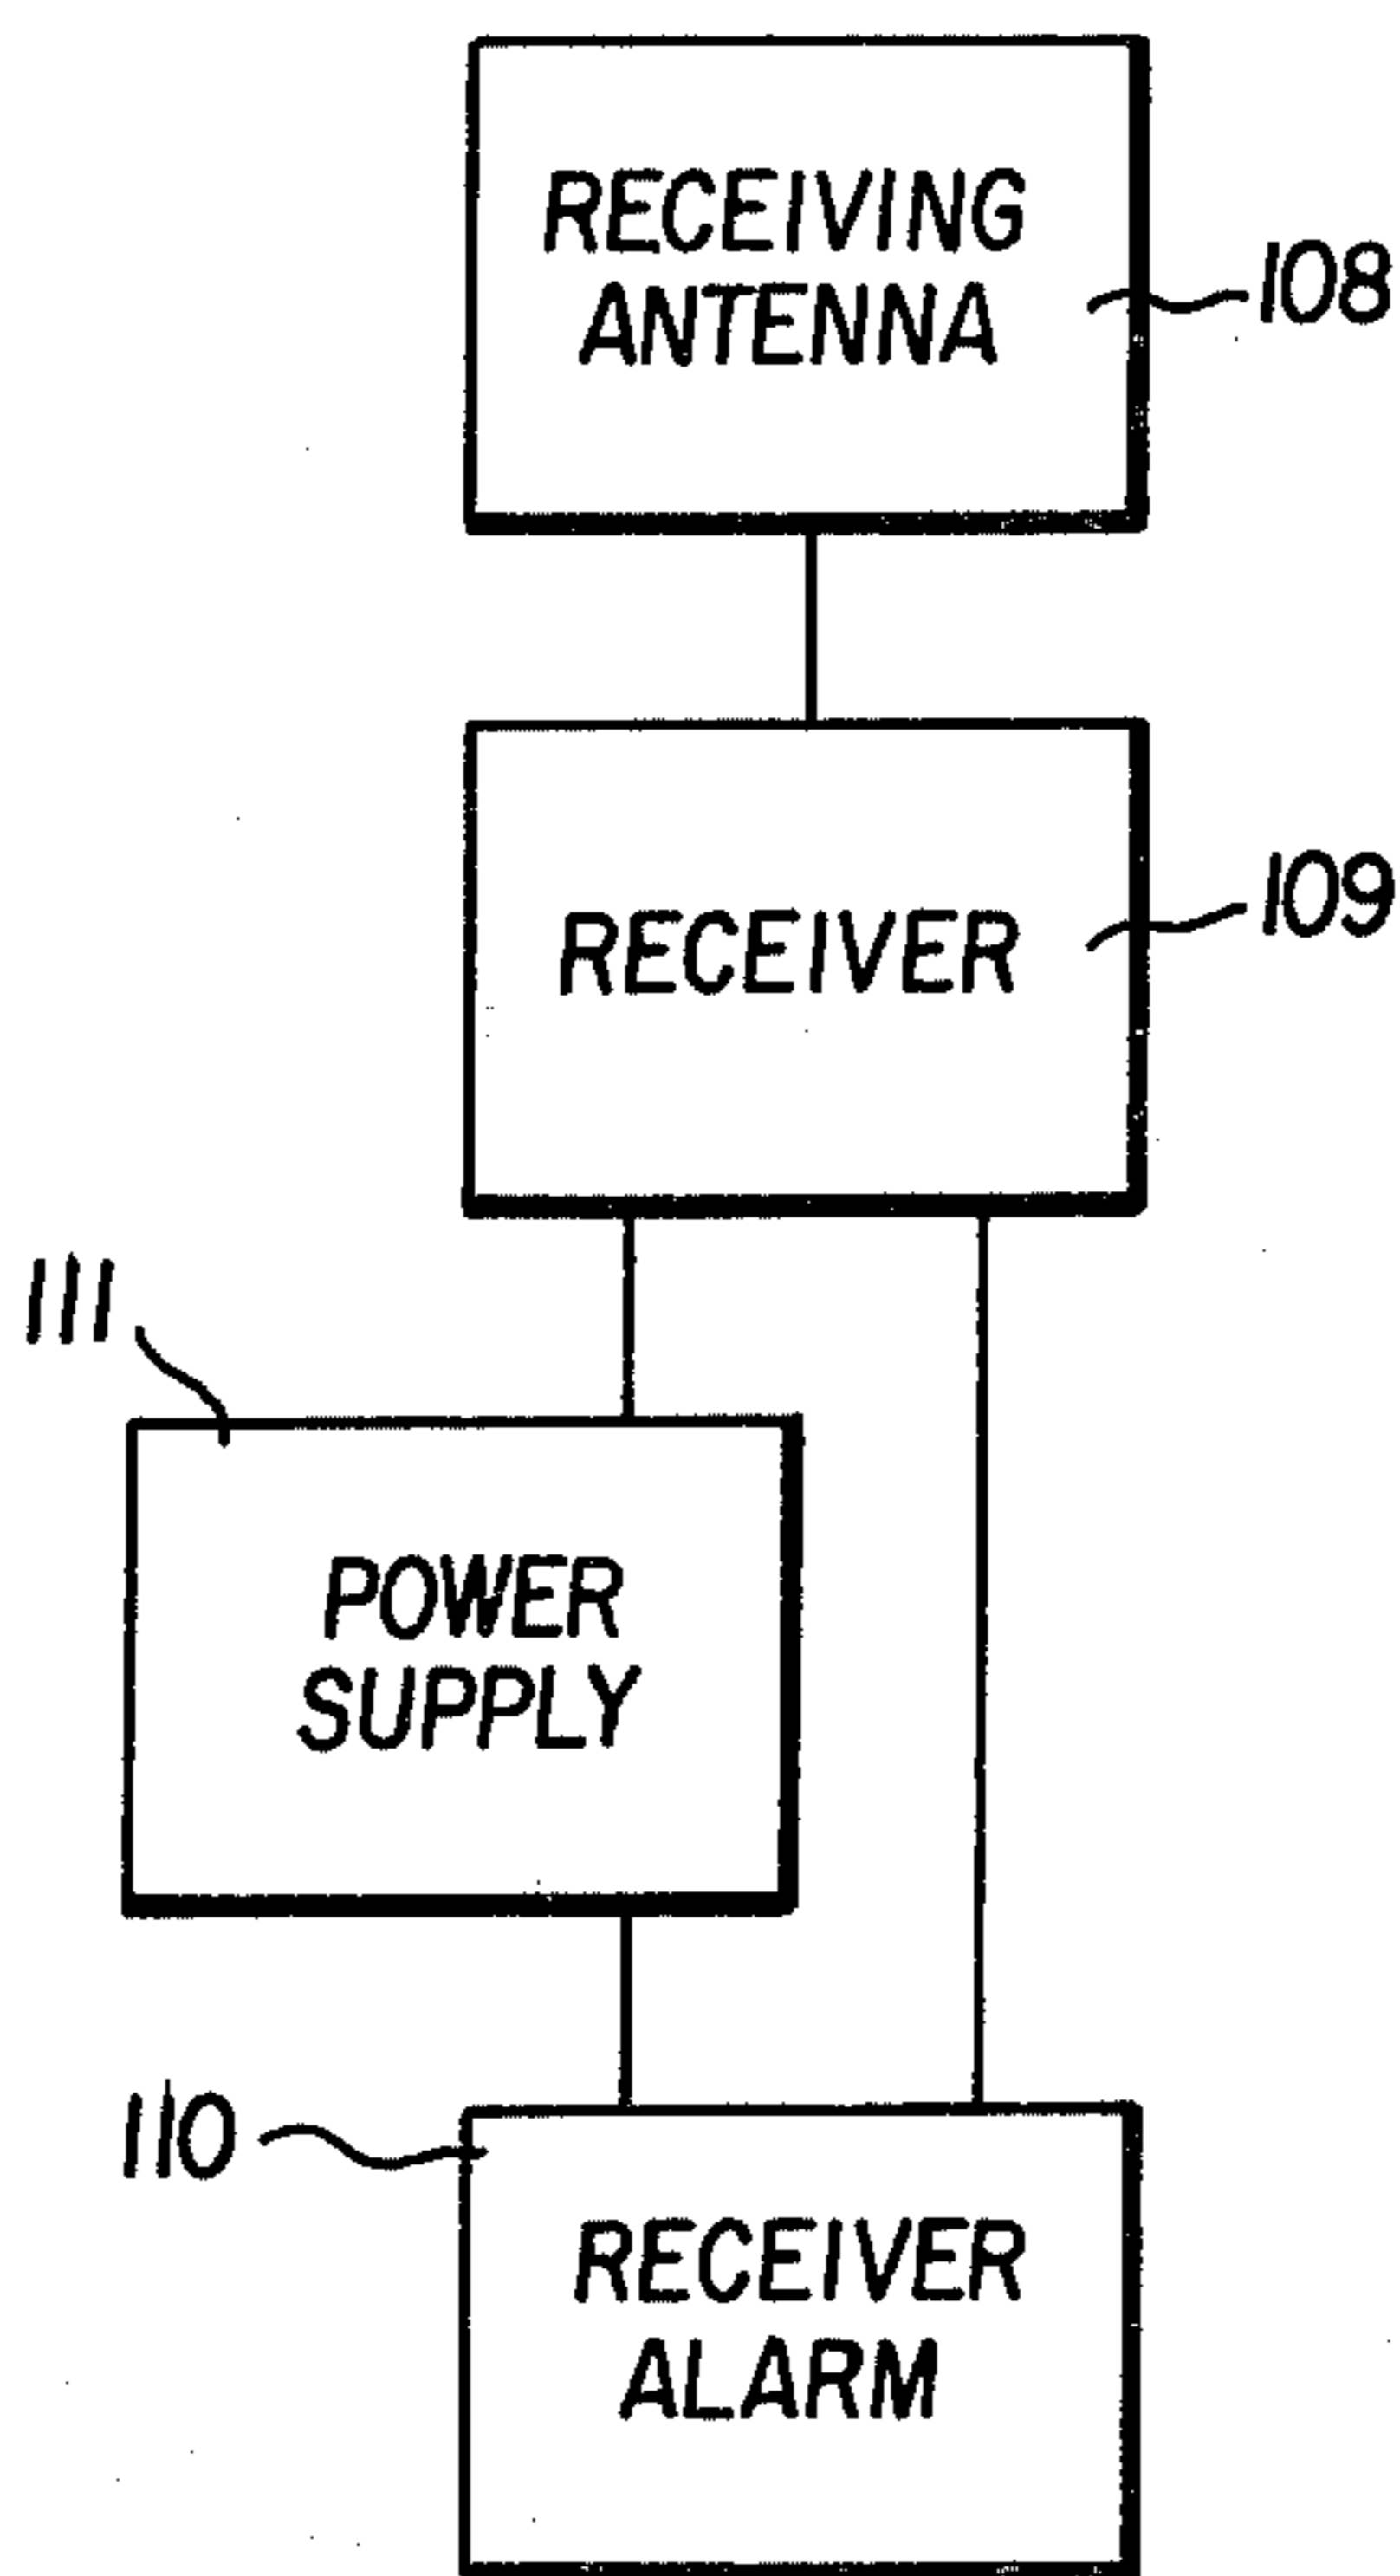 RECEIVING
ANTENNA
108
RECEIVER
109
111
POWER
SUPPLY
110
RECEIVER
ALARM